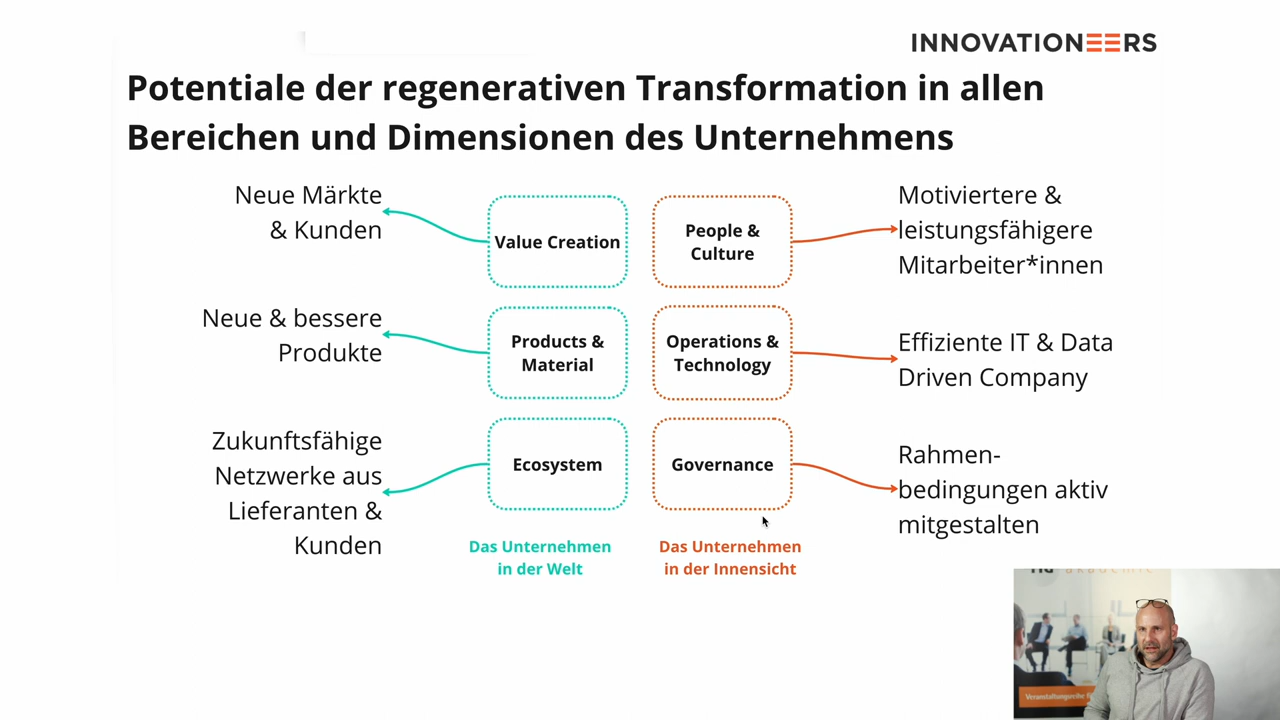 INNOVATIONEERS
Potentiale der regenerativen Transformation in allen
Bereichen und Dimensionen des Unternehmens
Neue Märkte
& Kunden
Value Creation
People &
Culture
Motiviertere &
leistungsfähigere
Mitarbeiter*innen
Neue & bessere
Produkte
Products &
Material
Operations &
Technology
Effiziente IT & Data
Driven Company
Zukunftsfähige
Netzwerke aus
Lieferanten &
Kunden
Ecosystem
Governance
Rahmen-
bedingungen aktiv
mitgestalten
Das Unternehmen
in der Welt
Das Unternehmen
in der Innensicht
akademie
Veranstaltungsreihe